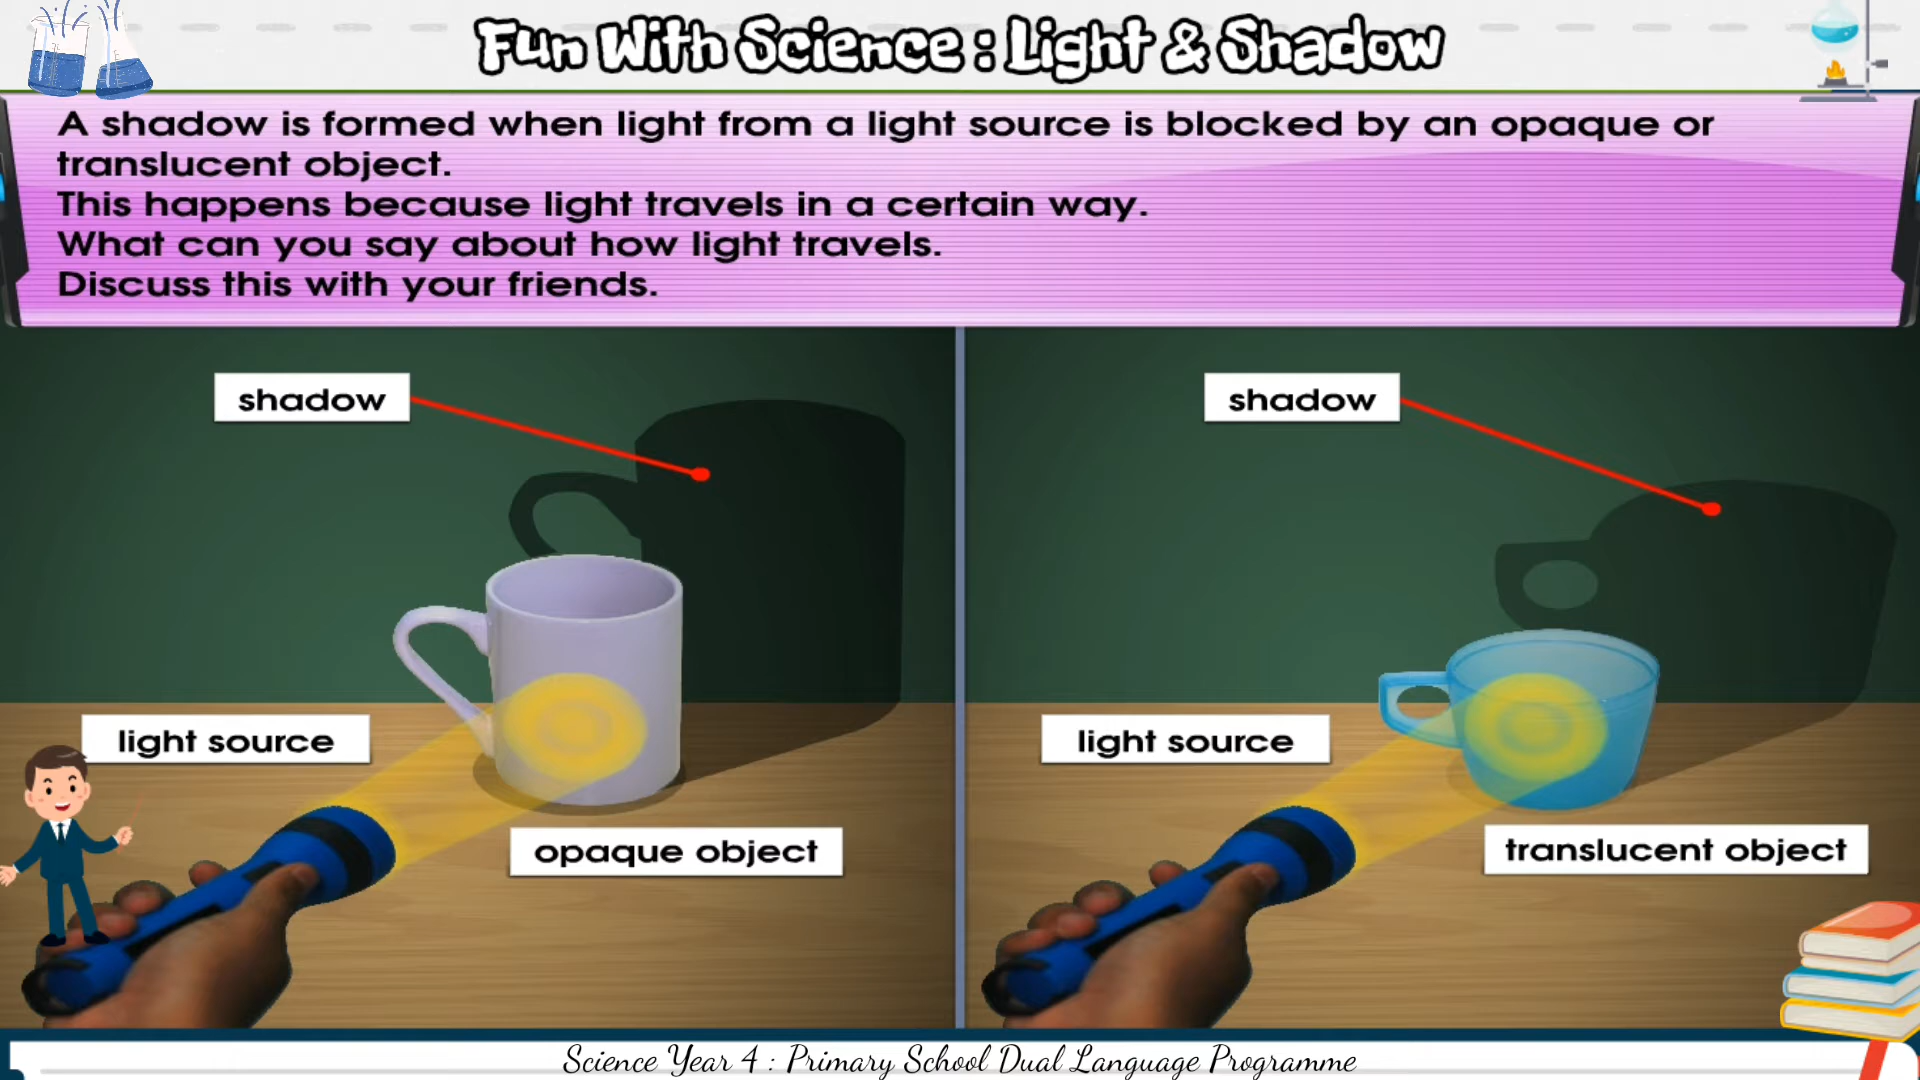 Fun With Science : Light & Shadow
A shadow is formed when light from a light source is blocked by an opaque or
translucent object.
This happens because light travels in a certain way.
What can you say about how light travels.
Discuss this with your friends.
shadow
light source
opaque object
shadow
light source
translucent object
Science Year 4 : Primary School Dual Language Programme